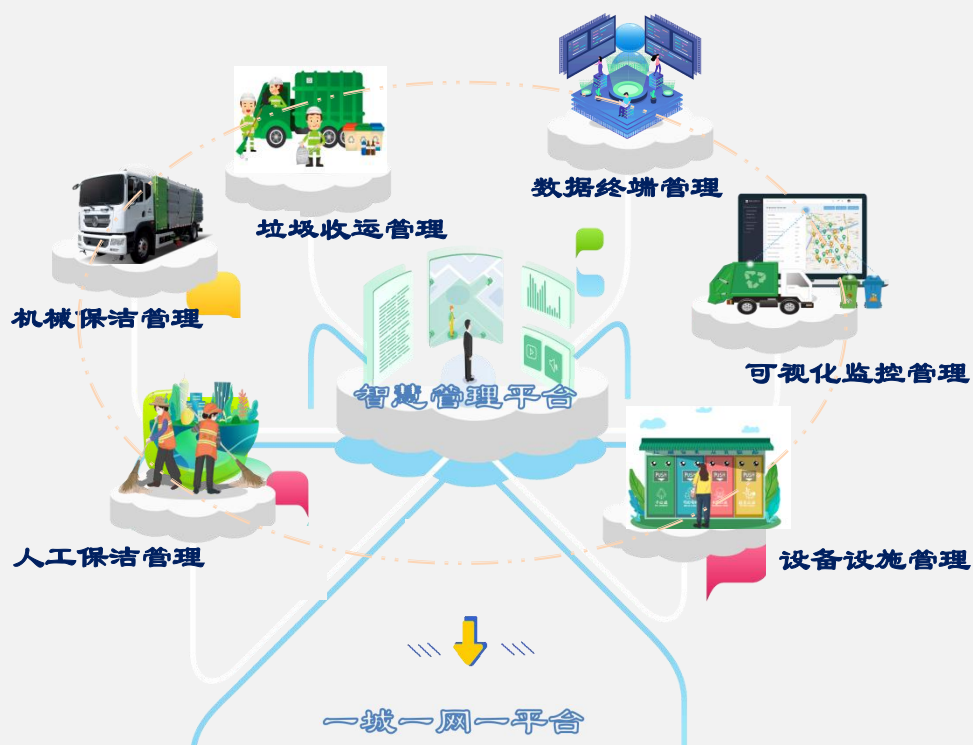 数据终端管理
垃圾收运管理
机械保洁管理
可视化监控管理
智慧管理平台
人工保洁管理
设备设施管理
一城一网一平台